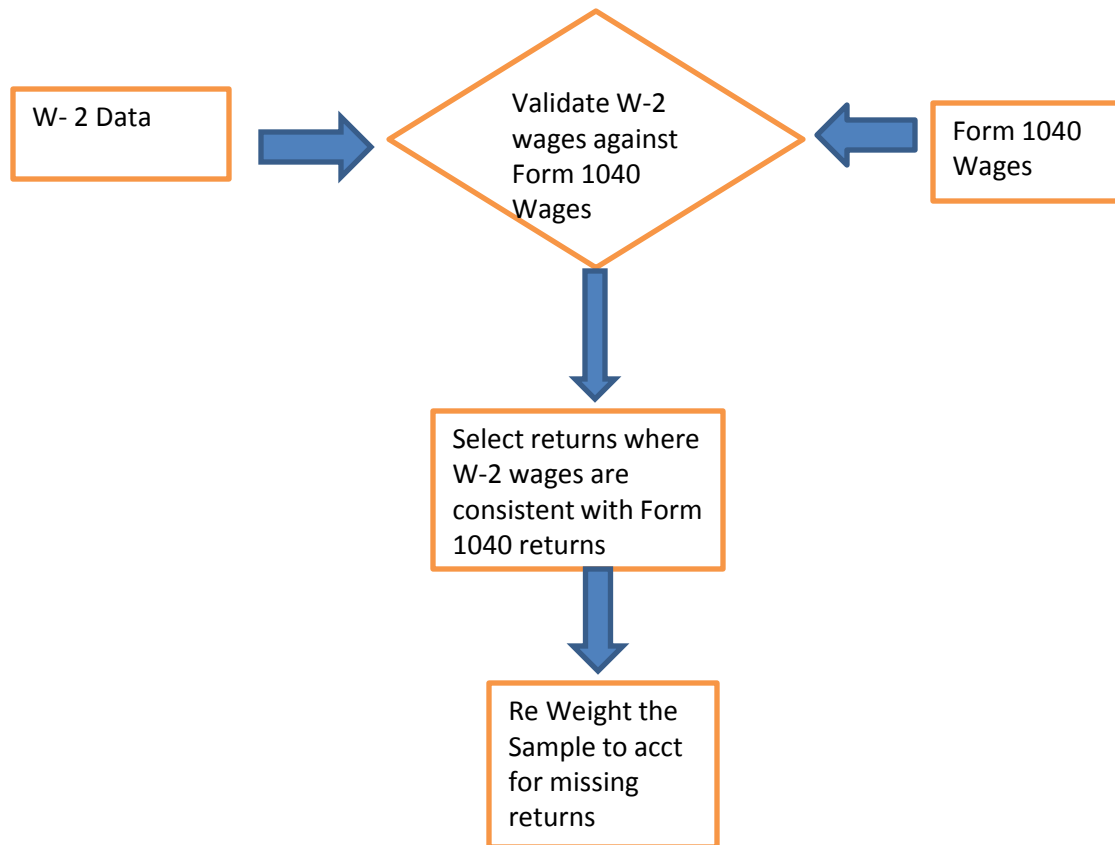 W- 2 Data
Validate W-2
wages against
Form 1040
Wages
Form 1040
Wages
Select returns where
W-2 wages are
consistent with Form
1040 returns
Re Weight the
Sample to acct
for missing
returns